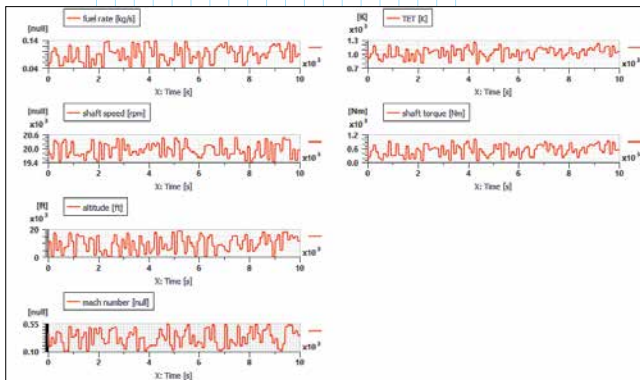 fuel rate [kg/s]
[null]
0.14
0.04
0 2 4 6 8 10
x10³
X: Time [s]
TET [K]
[K]
x10³
1.3
1.0
0.7
0 2 4 6 8 10
x10³
X: Time [s]
shaft speed [rpm]
[null]
x10³
20.6
20.0
19.4
0 2 4 6 8 10
x10³
X: Time [s]
shaft torque [Nm]
[Nm]
x10³
1.2
0.6
0.0
0 2 4 6 8 10
x10³
X: Time [s]
altitude [ft]
[ft]
x10³
20
10
0
0 2 4 6 8 10
x10³
X: Time [s]
mach number [null]
[null]
0.55
0.10
0 2 4 6 8 10
x10³
X: Time [s]